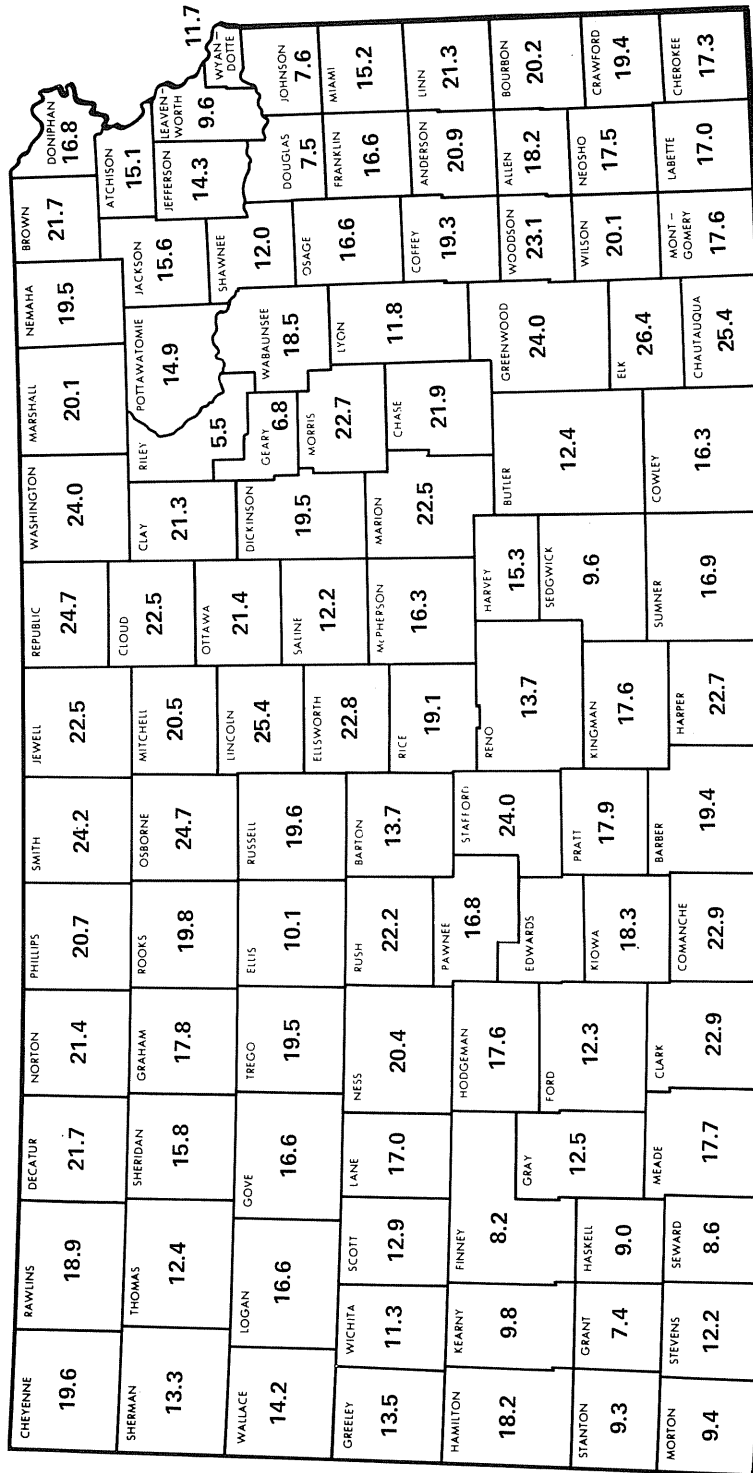 CHEYENNE
19.6
RAWLINS
18.9
DECATUR
21.7
NORTON
21.4
PHILLIPS
20.7
SMITH
24.2
JEWELL
22.5
REPUBLIC
24.7
WASHINGTON
24.0
MARSHALL
20.1
NEMAHA
19.5
BROWN
21.7
DONIPHAN
16.8
SHERMAN
13.3
THOMAS
12.4
SHERIDAN
15.8
GRAHAM
17.8
ROOKS
19.8
OSBORNE
24.7
MITCHELL
20.5
CLOUD
22.5
CLAY
21.3
RILEY
5.5
POTTAWATOMIE
14.9
JACKSON
15.6
ATCHISON
15.1
JEFFERSON
14.3
LEAVEN-
WORTH
9.6
WYAN-
DOTTE
11.7
WALLACE
14.2
LOGAN
16.6
GOVE
16.6
TREGO
19.5
ELLIS
10.1
RUSSELL
19.6
LINCOLN
25.4
OTTAWA
21.4
SALINE
12.2
DICKINSON
19.5
GEARY
6.8
WABAUNSEE
18.5
SHAWNEE
12.0
DOUGLAS
7.5
JOHNSON
7.6
GREELEY
13.5
WICHITA
11.3
SCOTT
12.9
LANE
17.0
NESS
20.4
RUSH
22.2
BARTON
13.7
ELLSWORTH
22.8
RICE
19.1
McPHERSON
16.3
MARION
22.5
MORRIS
22.7
CHASE
21.9
LYON
11.8
OSAGE
16.6
FRANKLIN
16.6
MIAMI
15.2
COFFEY
19.3
ANDERSON
20.9
LINN
21.3
HAMILTON
18.2
KEARNY
9.8
FINNEY
8.2
GRAY
12.5
HODGEMAN
17.6
FORD
12.3
PAWNEE
16.8
EDWARDS
STAFFORD
24.0
RENO
13.7
HARVEY
15.3
SEDGWICK
9.6
BUTLER
12.4
GREENWOOD
24.0
WOODSON
23.1
ALLEN
18.2
BOURBON
20.2
STANTON
9.3
GRANT
7.4
HASKELL
9.0
KIOWA
18.3
PRATT
17.9
KINGMAN
17.6
ELK
26.4
WILSON
20.1
NEOSHO
17.5
CRAWFORD
19.4
MORTON
9.4
STEVENS
12.2
SEWARD
8.6
MEADE
17.7
CLARK
22.9
COMANCHE
22.9
BARBER
19.4
HARPER
22.7
SUMNER
16.9
COWLEY
16.3
CHAUTAUQUA
25.4
MONT-
GOMERY
17.6
LABETTE
17.0
CHEROKEE
17.3